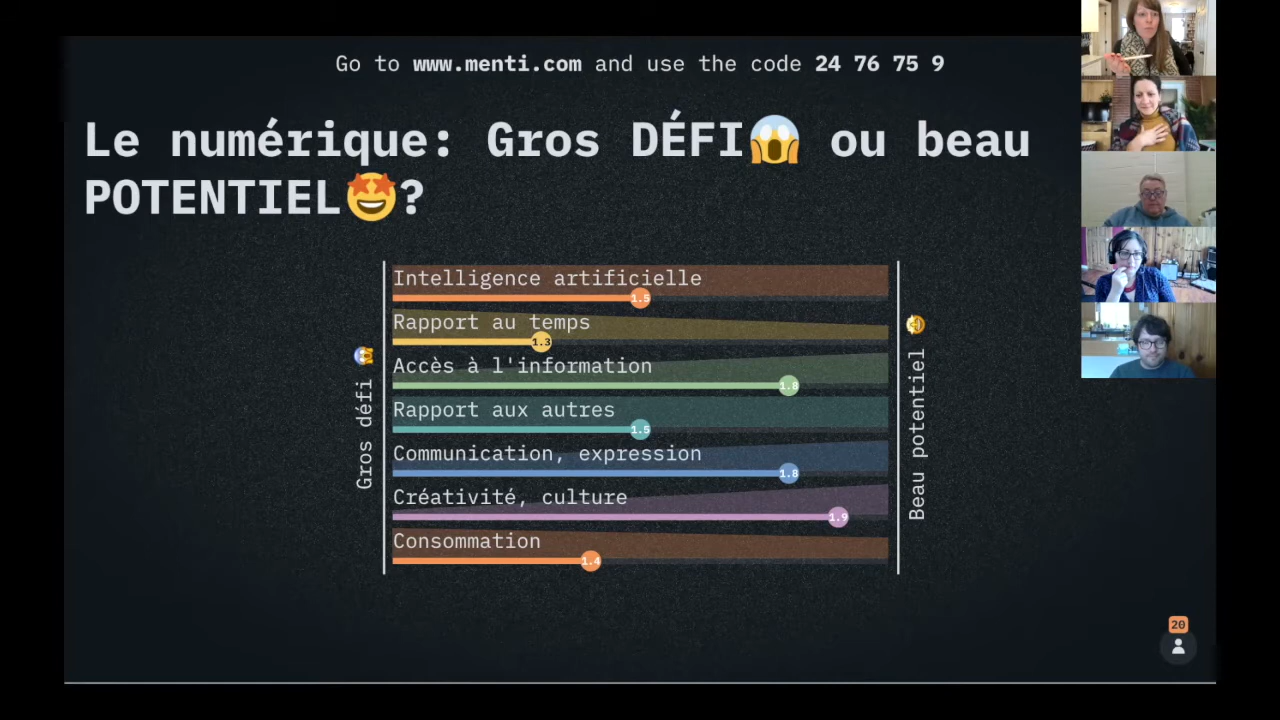 Go to www.menti.com and use the code 24 76 75 9
Le numérique: Gros DÉFI😱 ou beau
POTENTIEL🤩?
Gros défi
Intelligence artificielle
1.5
Rapport au temps
1.3
Accès à l'information
1.8
Rapport aux autres
1.5
Communication, expression
1.8
Créativité, culture
1.9
Consommation
1.4
Beau potentiel
20